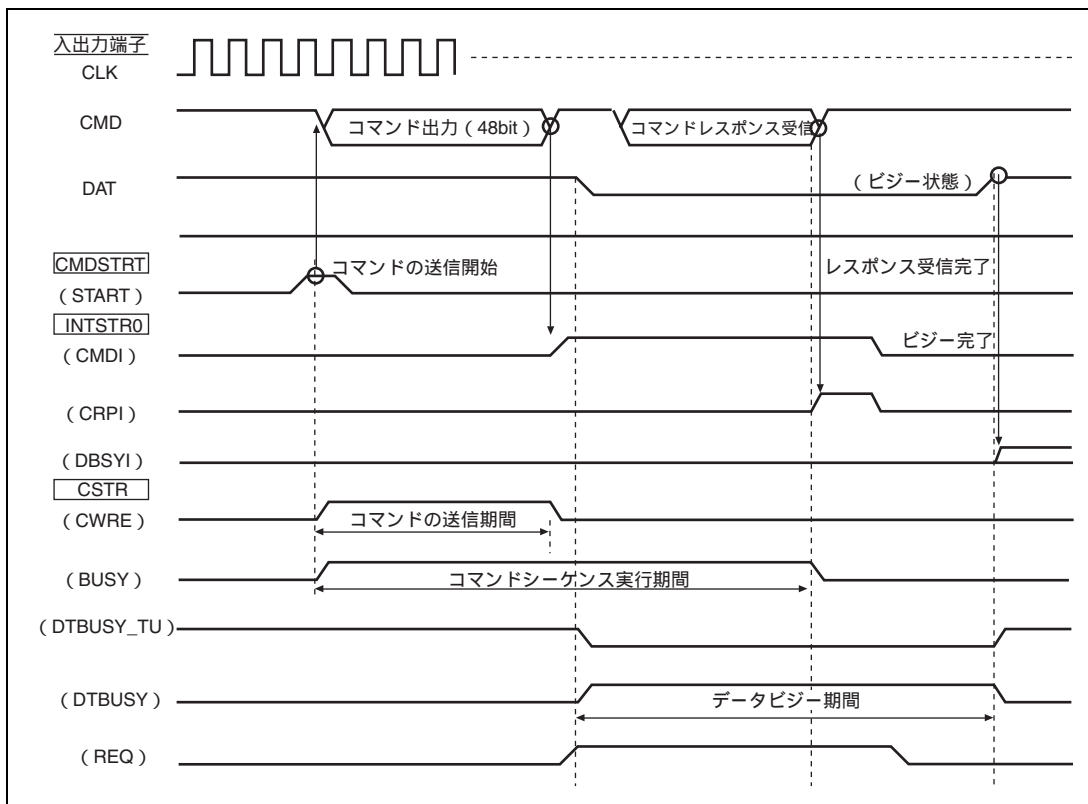 入出力端子
CLK
CMD
コマンド出力（48bit）
コマンドレスポンス受信
DAT
（ビジー状態）
CMDSTRT
コマンドの送信開始
レスポンス受信完了
（START）
INTSTR0
（CMDI）
ビジー完了
（CRPI）
（DBSYI）
CSTR
（CWRE）
コマンドの送信期間
（BUSY）
コマンドシーケンス実行期間
（DTBUSY_TU）
（DTBUSY）
データビジー期間
（REQ）